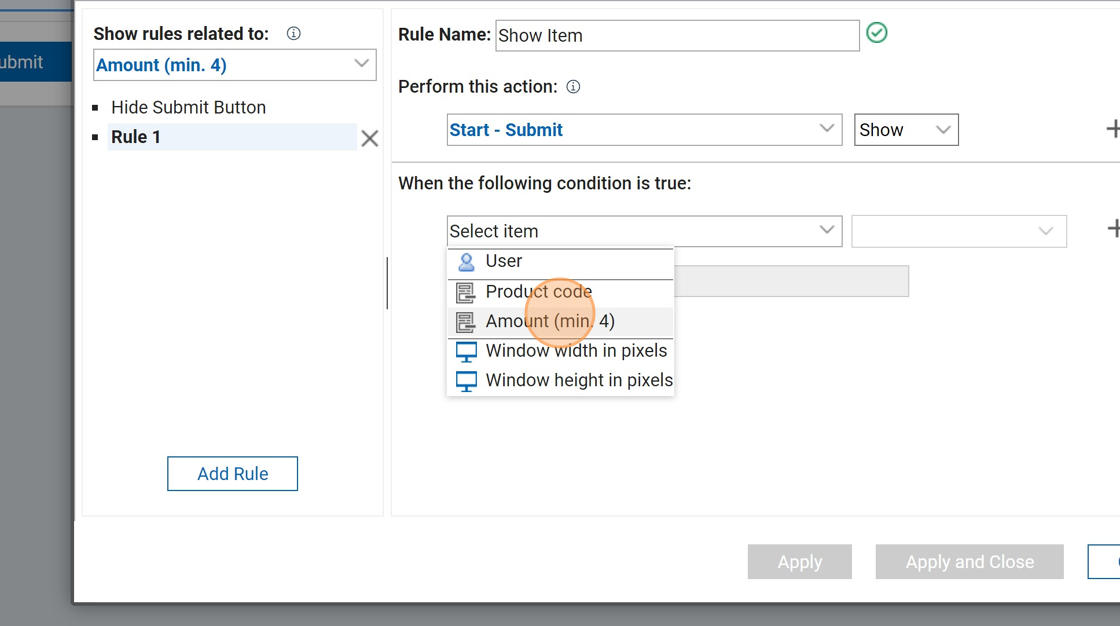 ubmit
Show rules related to:
Amount (min. 4)
Hide Submit Button
Rule 1
Add Rule
Rule Name: Show Item
Perform this action:
Start - Submit Show
When the following condition is true:
Select item
User
Product code
Amount (min. 4)
Window width in pixels
Window height in pixels
Apply Apply and Close